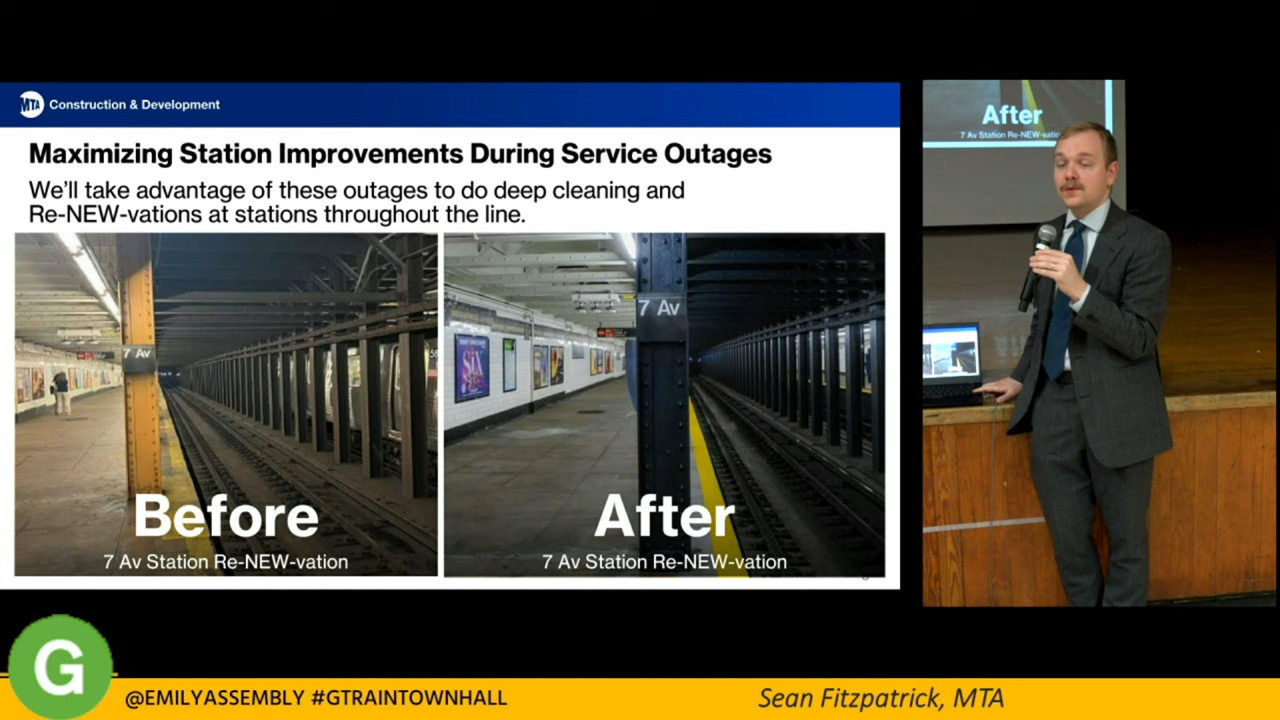 MTA Construction & Development
Maximizing Station Improvements During Service Outages
We'll take advantage of these outages to do deep cleaning and
Re-NEW-vations at stations throughout the line.
7 Av
Before
7 Av Station Re-NEW-vation
7 Av
SIX
After
7 Av Station Re-NEW-vation
After
7 Av Station Re-NEW-vation
G
@EMILYASSEMBLY #GTRAINTOWNHALL
Sean Fitzpatrick, MTA